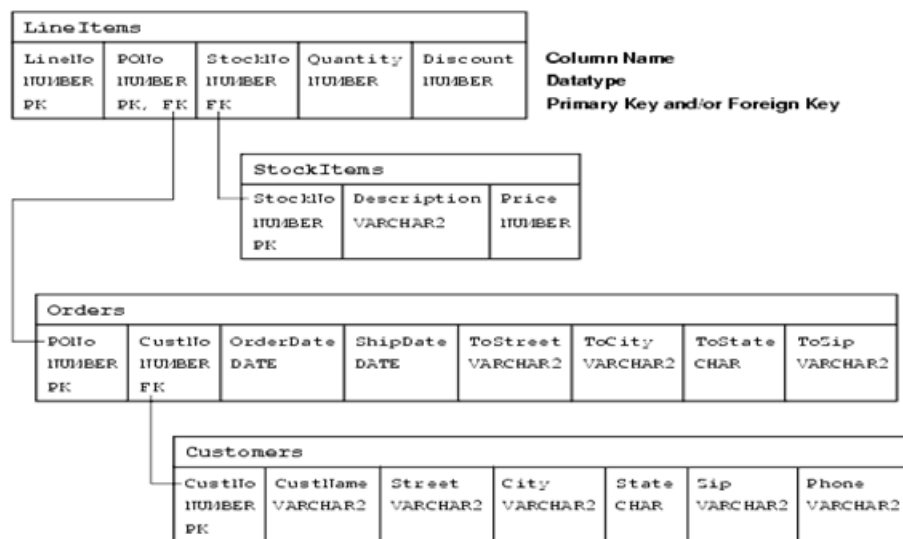 LineItems
LineNo PONo StockNo Quantity Discount Column Name
NUMBER NUMBER NUMBER NUMBER NUMBER Datatype
PK PK, FK FK Primary Key and/or Foreign Key
StockItems
StockNo Description Price
NUMBER VARCHAR2 NUMBER
PK
Orders
PONo CustNo OrderDate ShipDate ToStreet ToCity ToState ToZip
NUMBER NUMBER DATE DATE VARCHAR2 VARCHAR2 CHAR VARCHAR2
PK FK
Customers
CustNo CustName Street City State Zip Phone
NUMBER VARCHAR2 VARCHAR2 VARCHAR2 CHAR VARCHAR2 VARCHAR2
PK